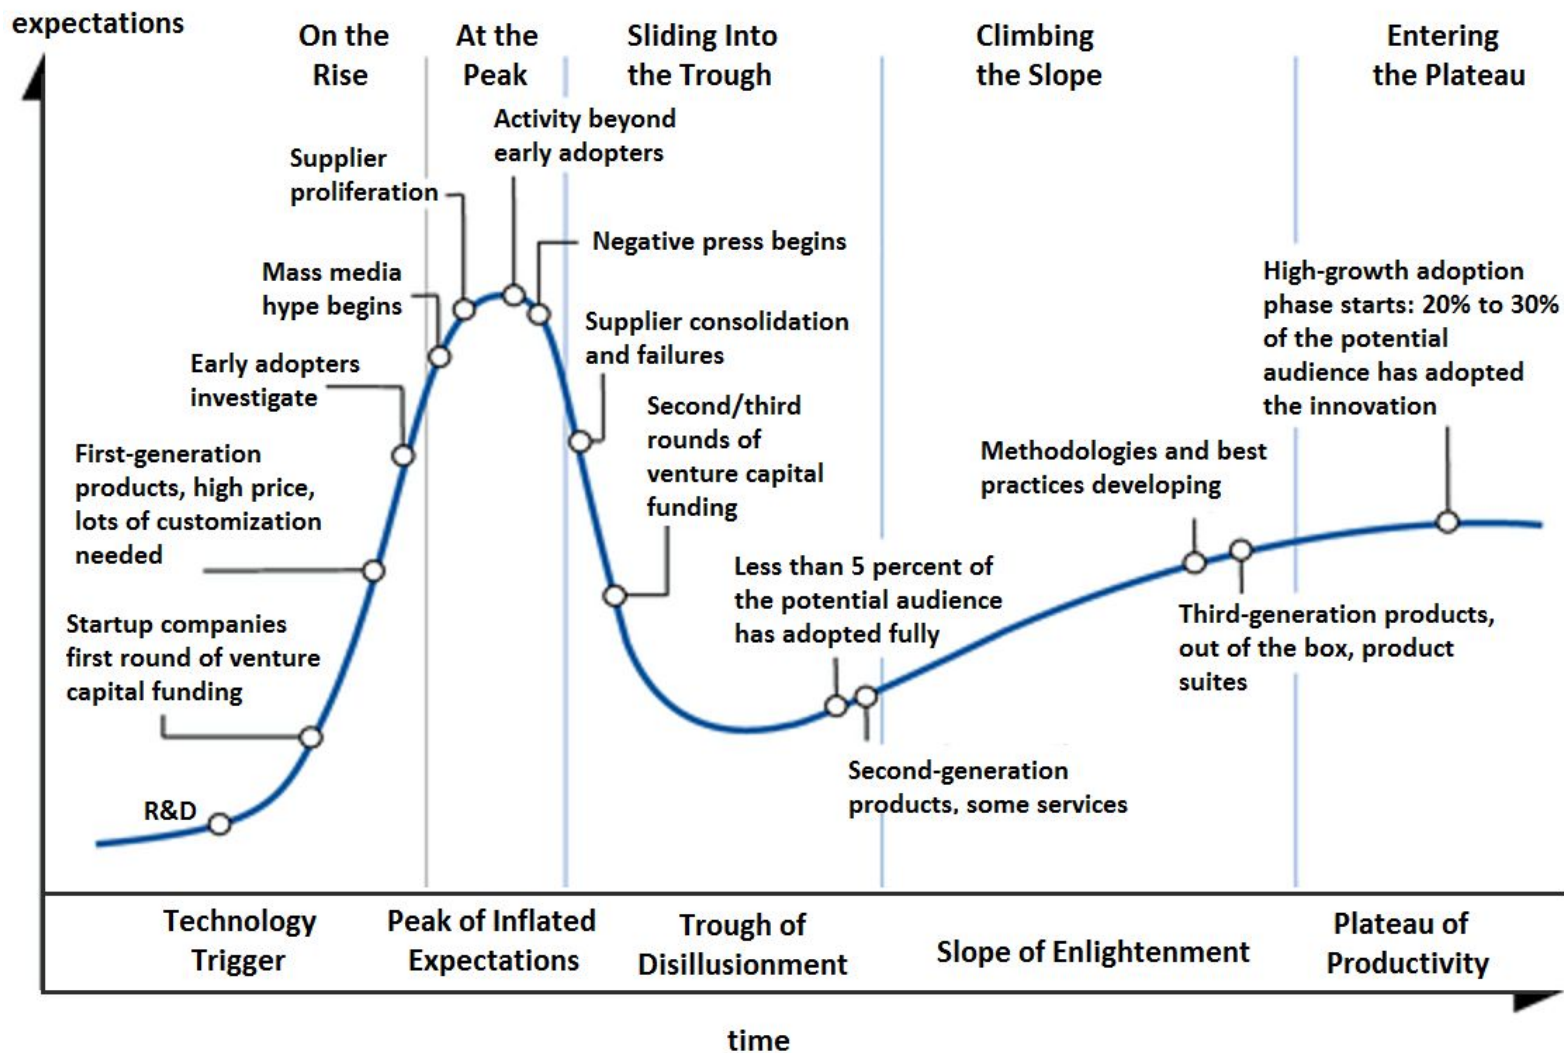 expectations
On the
Rise
At the
Peak
Sliding Into
the Trough
Climbing
the Slope
Entering
the Plateau
Activity beyond
early adopters
Supplier
proliferation
Negative press begins
Mass media
hype begins
High-growth adoption
phase starts: 20% to 30%
of the potential
audience has adopted
the innovation
Supplier consolidation
and failures
Early adopters
investigate
Second/third
rounds of
venture capital
funding
First-generation
products, high price,
lots of customization
needed
Methodologies and best
practices developing
Less than 5 percent of
the potential audience
has adopted fully
Startup companies
first round of venture
capital funding
Third-generation products,
out of the box, product
suites
Second-generation
products, some services
R&D
Technology
Trigger
Peak of Inflated
Expectations
Trough of
Disillusionment
Slope of Enlightenment
Plateau of
Productivity
time